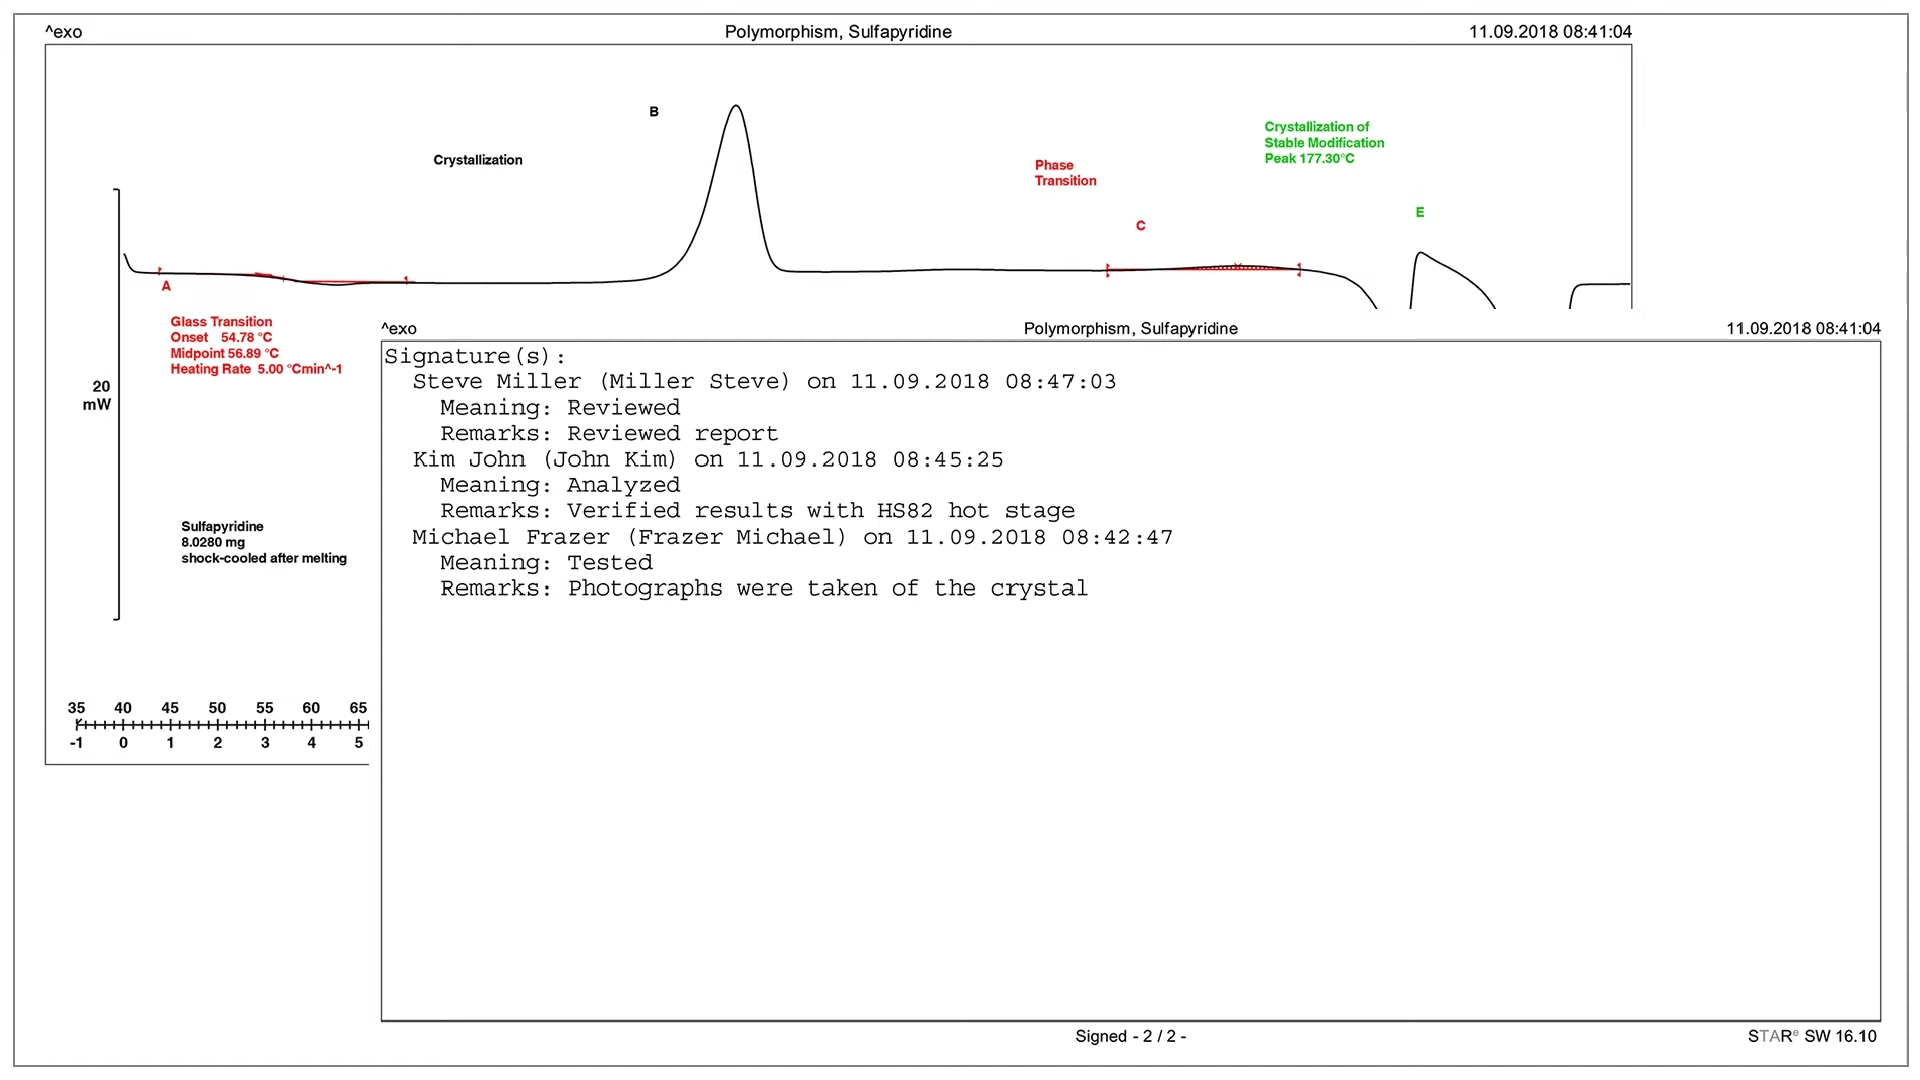 ^exo
Polymorphism, Sulfapyridine
11.09.2018 08:41:04
B
Crystallization
Crystallization of
Stable Modification
Peak 177.30°C
Phase
Transition
E
C
A
Glass Transition
Onset 54.78 °C
Midpoint 56.89 °C
Heating Rate 5.00 °Cmin^-1
20
mW
Sulfapyridine
8.0280 mg
shock-cooled after melting
35 40 45 50 55 60 65
-1 0 1 2 3 4 5
^exo
Polymorphism, Sulfapyridine
11.09.2018 08:41:04
Signature(s):
Steve Miller (Miller Steve) on 11.09.2018 08:47:03
Meaning: Reviewed
Remarks: Reviewed report
Kim John (John Kim) on 11.09.2018 08:45:25
Meaning: Analyzed
Remarks: Verified results with HS82 hot stage
Michael Frazer (Frazer Michael) on 11.09.2018 08:42:47
Meaning: Tested
Remarks: Photographs were taken of the crystal
Signed - 2 / 2 -
STARe SW 16.10